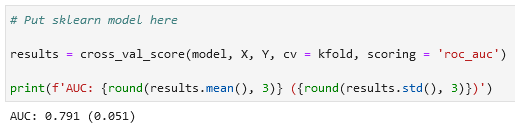 # Put sklearn model here
results = cross_val_score(model, X, Y, cv = kfold, scoring = 'roc_auc')
print(f'AUC: {round(results.mean(), 3)} ({round(results.std(), 3)})')
AUC: 0.791 (0.051)